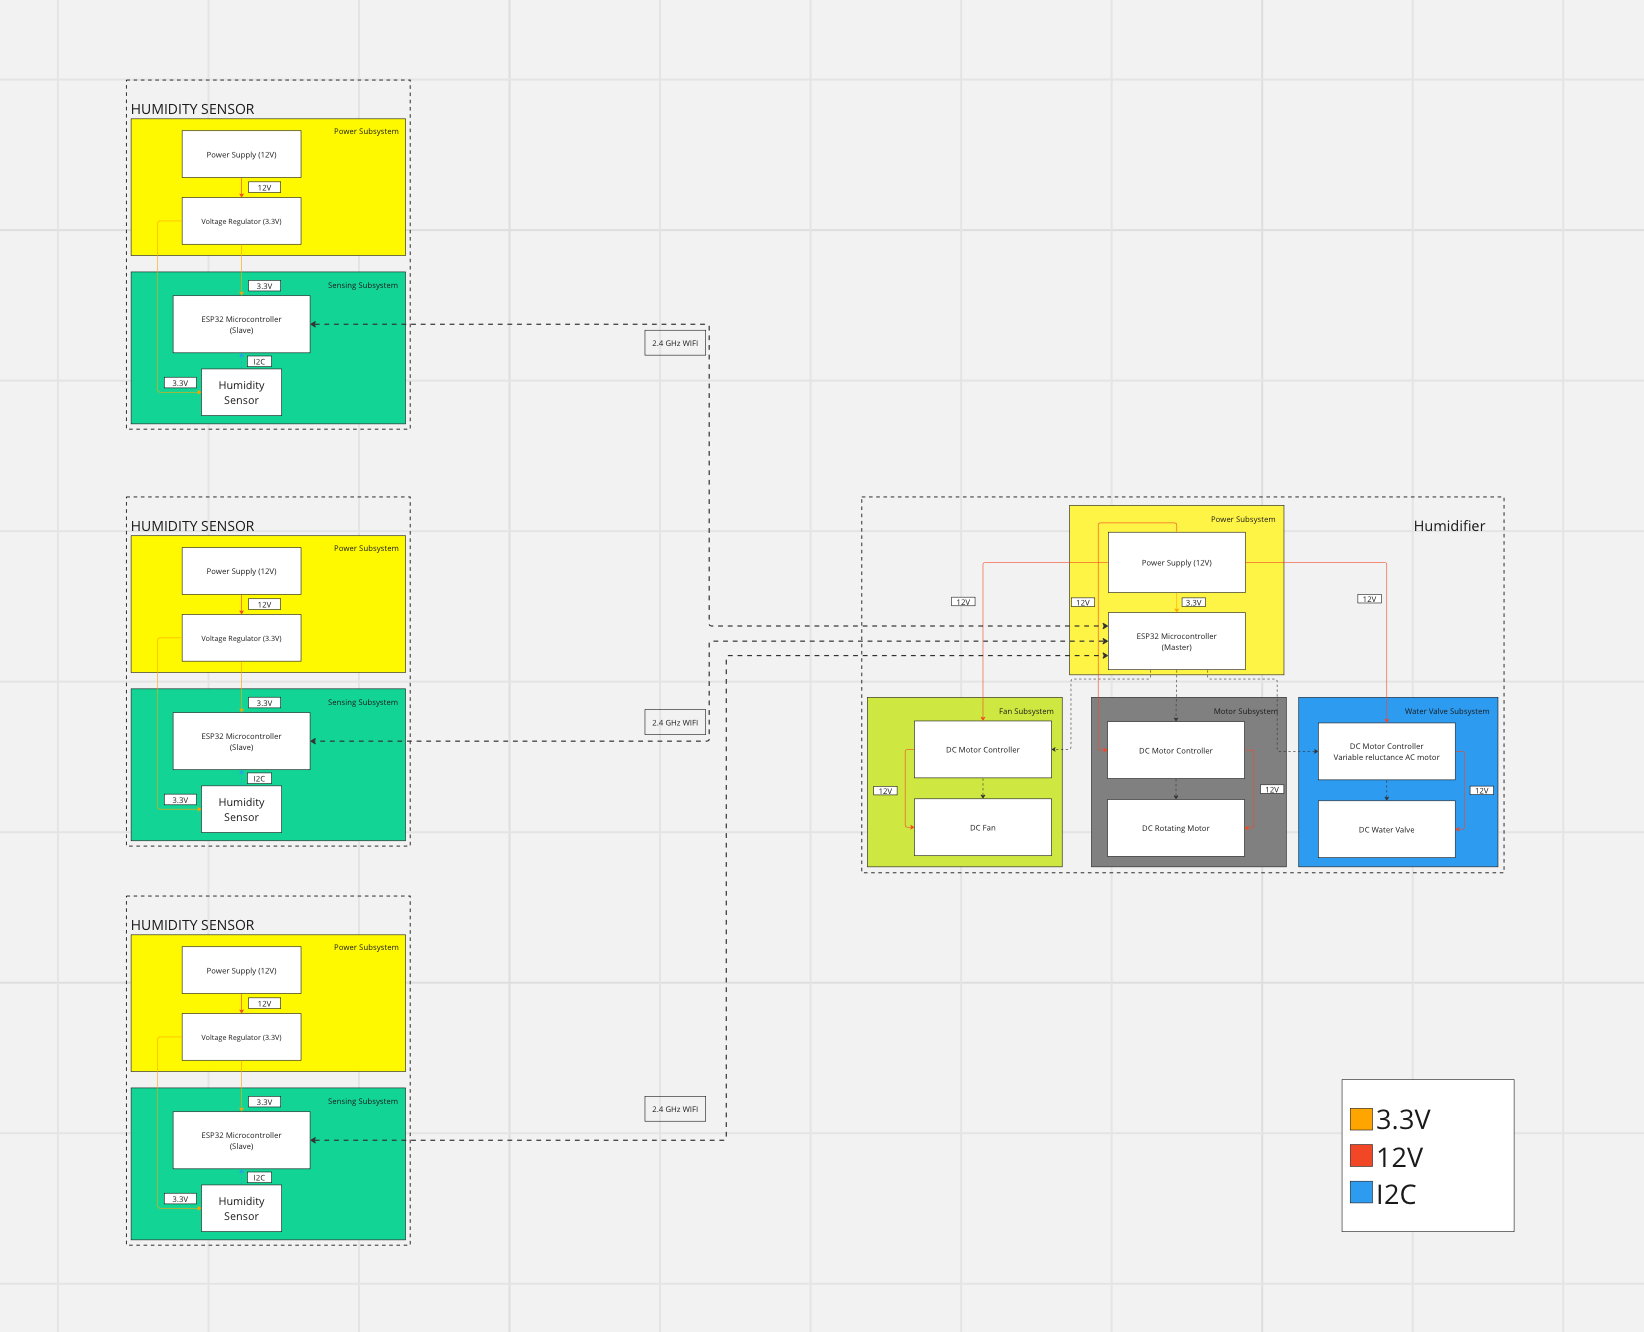 HUMIDITY SENSOR
Power Subsystem
Power Supply (12V)
12V
Voltage Regulator (3.3V)
Sensing Subsystem
3.3V
ESP32 Microcontroller
(Slave)
I2C
3.3V
Humidity
Sensor
2.4 GHz WIFI
HUMIDITY SENSOR
Power Subsystem
Power Supply (12V)
12V
Voltage Regulator (3.3V)
Sensing Subsystem
3.3V
ESP32 Microcontroller
(Slave)
I2C
3.3V
Humidity
Sensor
2.4 GHz WIFI
HUMIDITY SENSOR
Power Subsystem
Power Supply (12V)
12V
Voltage Regulator (3.3V)
Sensing Subsystem
3.3V
ESP32 Microcontroller
(Slave)
I2C
3.3V
Humidity
Sensor
2.4 GHz WIFI
Humidifier
Power Subsystem
Power Supply (12V)
12V
12V
3.3V
12V
ESP32 Microcontroller
(Master)
Fan Subsystem
DC Motor Controller
12V
DC Fan
Motor Subsystem
DC Motor Controller
12V
DC Rotating Motor
Water Valve Subsystem
DC Motor Controller
Variable reluctance AC motor
12V
DC Water Valve
3.3V
12V
I2C